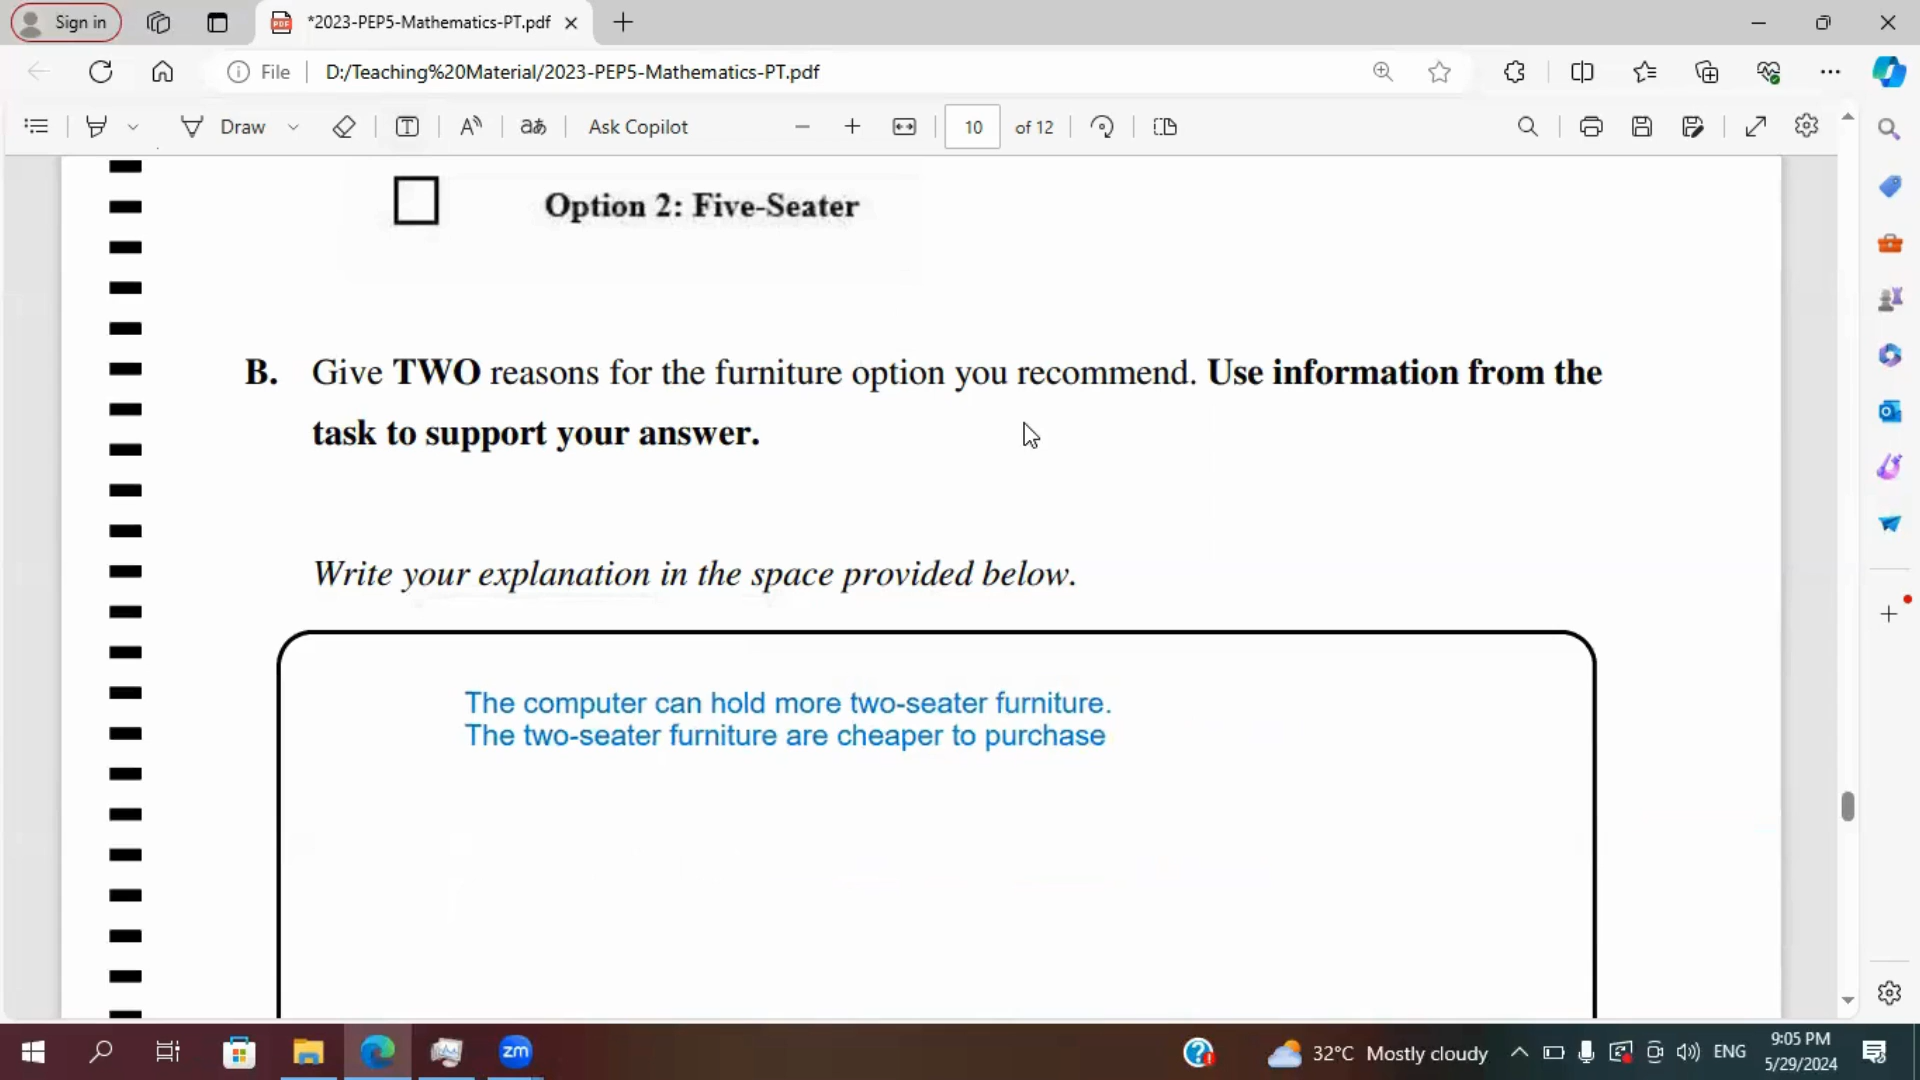 Sign in
*2023-PEP5-Mathematics-PT.pdf
File
D:/Teaching%20Material/2023-PEP5-Mathematics-PT.pdf
Draw
aあ
Ask Copilot
10 of 12
Option 2: Five-Seater
B. Give TWO reasons for the furniture option you recommend. Use information from the
task to support your answer.
Write your explanation in the space provided below.
The computer can hold more two-seater furniture.
The two-seater furniture are cheaper to purchase
zm
32°C Mostly cloudy
ENG
9:05 PM
5/29/2024